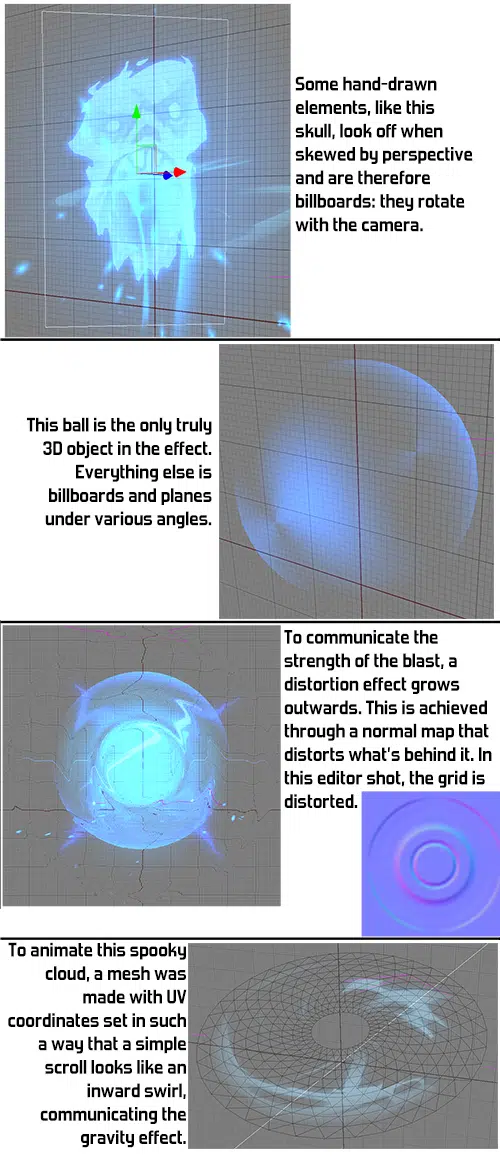 Some hand-drawn
elements, like this
skull, look off when
skewed by perspective
and are therefore
billboards: they rotate
with the camera.
This ball is the only truly
3D object in the effect.
Everything else is
billboards and planes
under various angles.
To communicate the
strength of the blast, a
distortion effect grows
outwards. This is achieved
through a normal map that
distorts what's behind it. In
this editor shot, the grid is
distorted.
To animate this spooky
cloud, a mesh was
made with UV
coordinates set in such
a way that a simple
scroll looks like an
inward swirl,
communicating the
gravity effect.